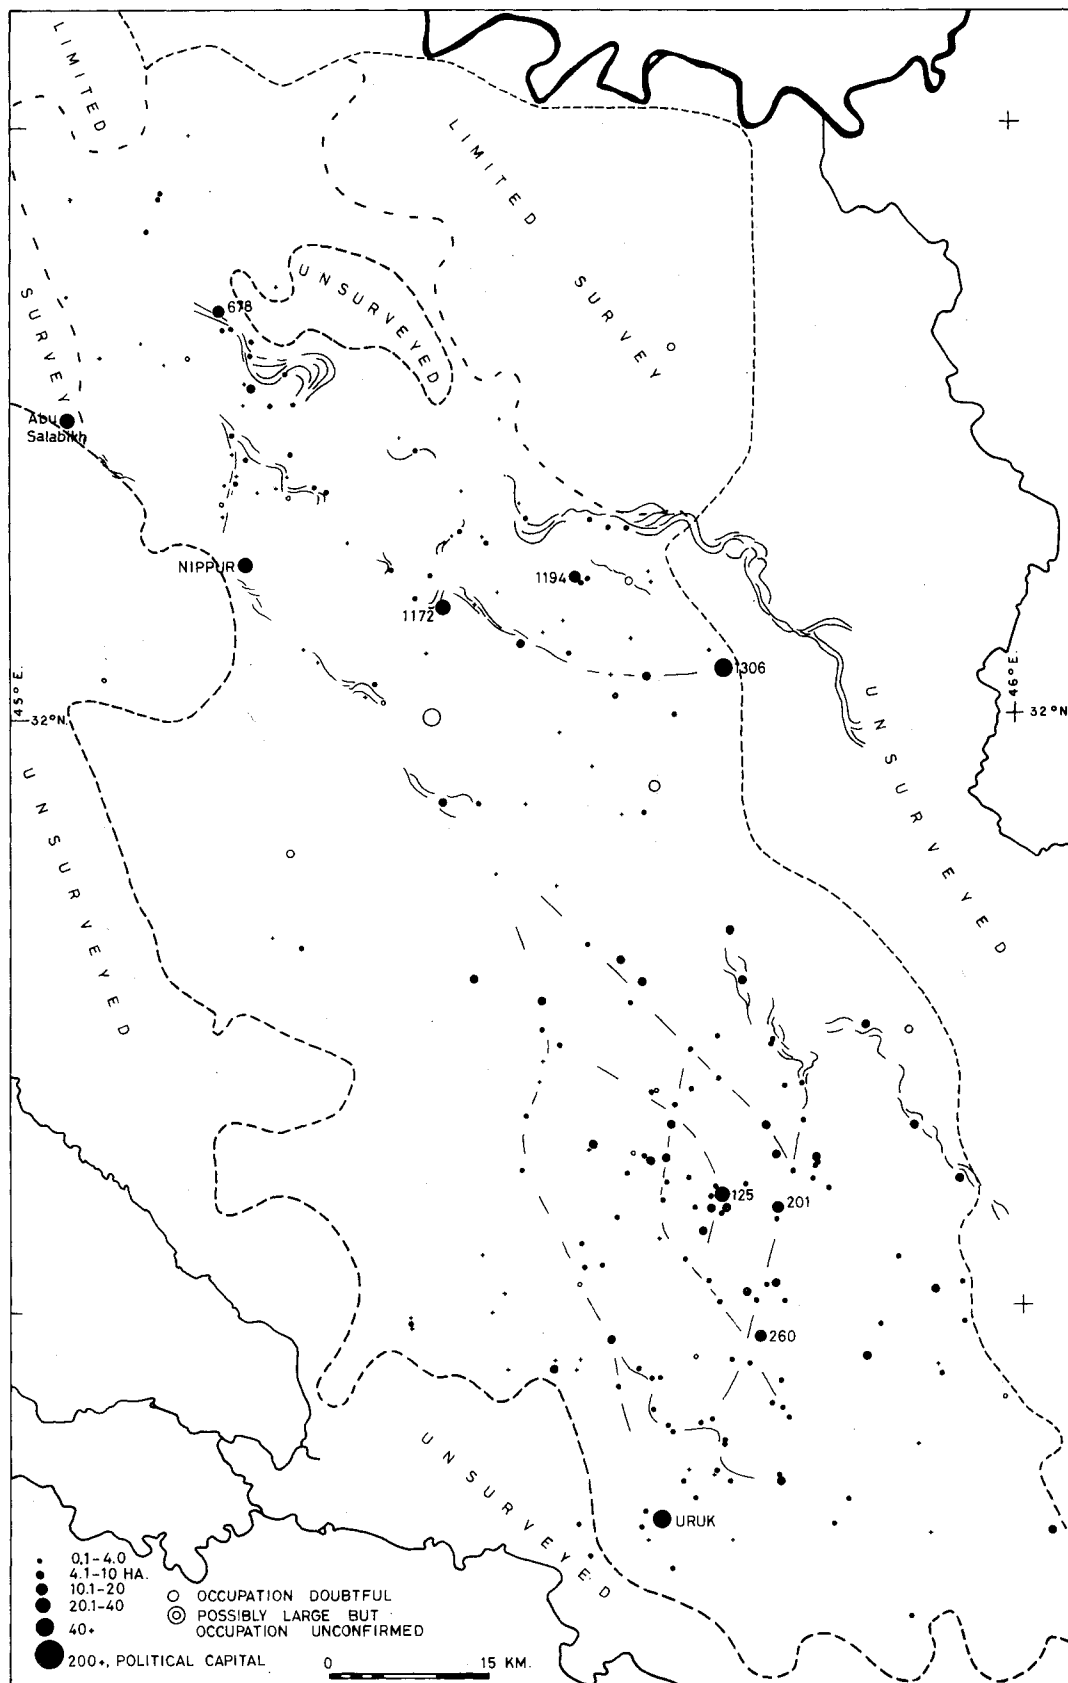 LIMITED
LIMITED SURVEY
SURVEY
UNSURVEYED
678
Abu
Salabikh
NIPPUR
1194
1172
1306
45°E.
32°N.
46°E.
32°N.
UNSURVEYED
UNSURVEYED
125
201
260
UNSURVEYED
URUK
0.1-4.0
4.1-10 HA.
10.1-20
20.1-40
40+
200+, POLITICAL CAPITAL
OCCUPATION DOUBTFUL
POSSIBLY LARGE BUT
OCCUPATION UNCONFIRMED
0 15 KM.